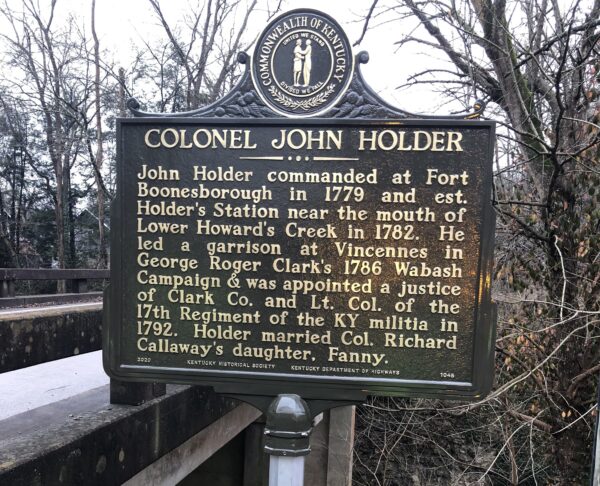 COMMONWEALTH OF KENTUCKY
UNITED WE STAND
DIVIDED WE FALL
COLONEL JOHN HOLDER
John Holder commanded at Fort
Boonesborough in 1779 and est.
Holder's Station near the mouth of
Lower Howard's Creek in 1782. He
led a garrison at Vincennes in
George Roger Clark's 1786 Wabash
Campaign & was appointed a justice
of Clark Co. and Lt. Col. of the
17th Regiment of the KY militia in
1792. Holder married Col. Richard
Callaway's daughter, Fanny.
2020 KENTUCKY HISTORICAL SOCIETY KENTUCKY DEPARTMENT OF HIGHWAYS 1045